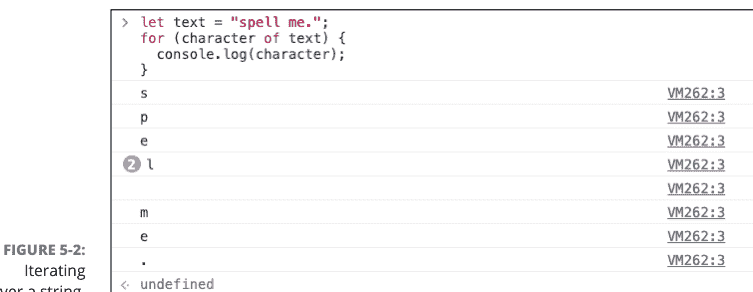 > let text = "spell me.";
for (character of text) {
  console.log(character);
}
s VM262:3
p VM262:3
e VM262:3
2 l VM262:3
VM262:3
m VM262:3
e VM262:3
. VM262:3
FIGURE 5-2:
Iterating
a string.
undefined